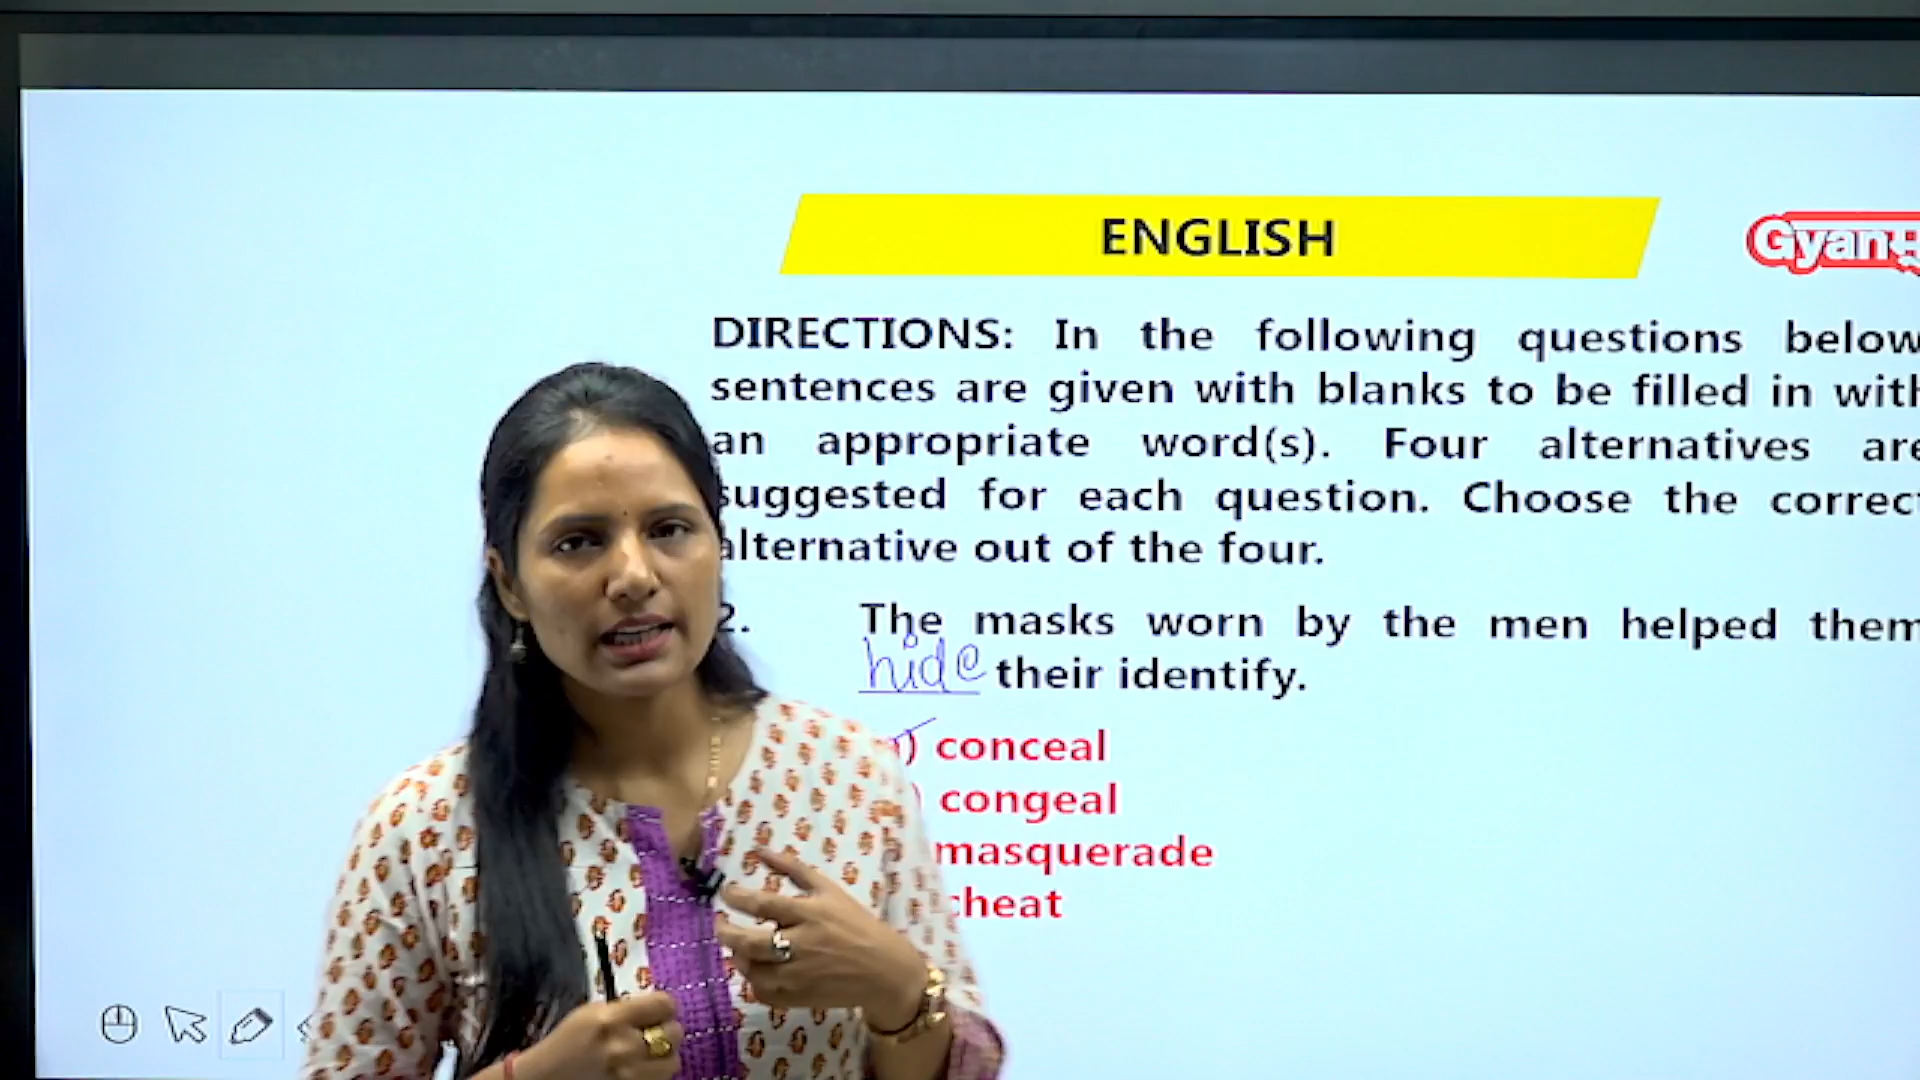 ENGLISH
Gyan
DIRECTIONS: In the following questions below
sentences are given with blanks to be filled in with
an appropriate word(s). Four alternatives are
suggested for each question. Choose the correct
alternative out of the four.
2. The masks worn by the men helped them
hide their identify.
a) conceal
) congeal
masquerade
cheat